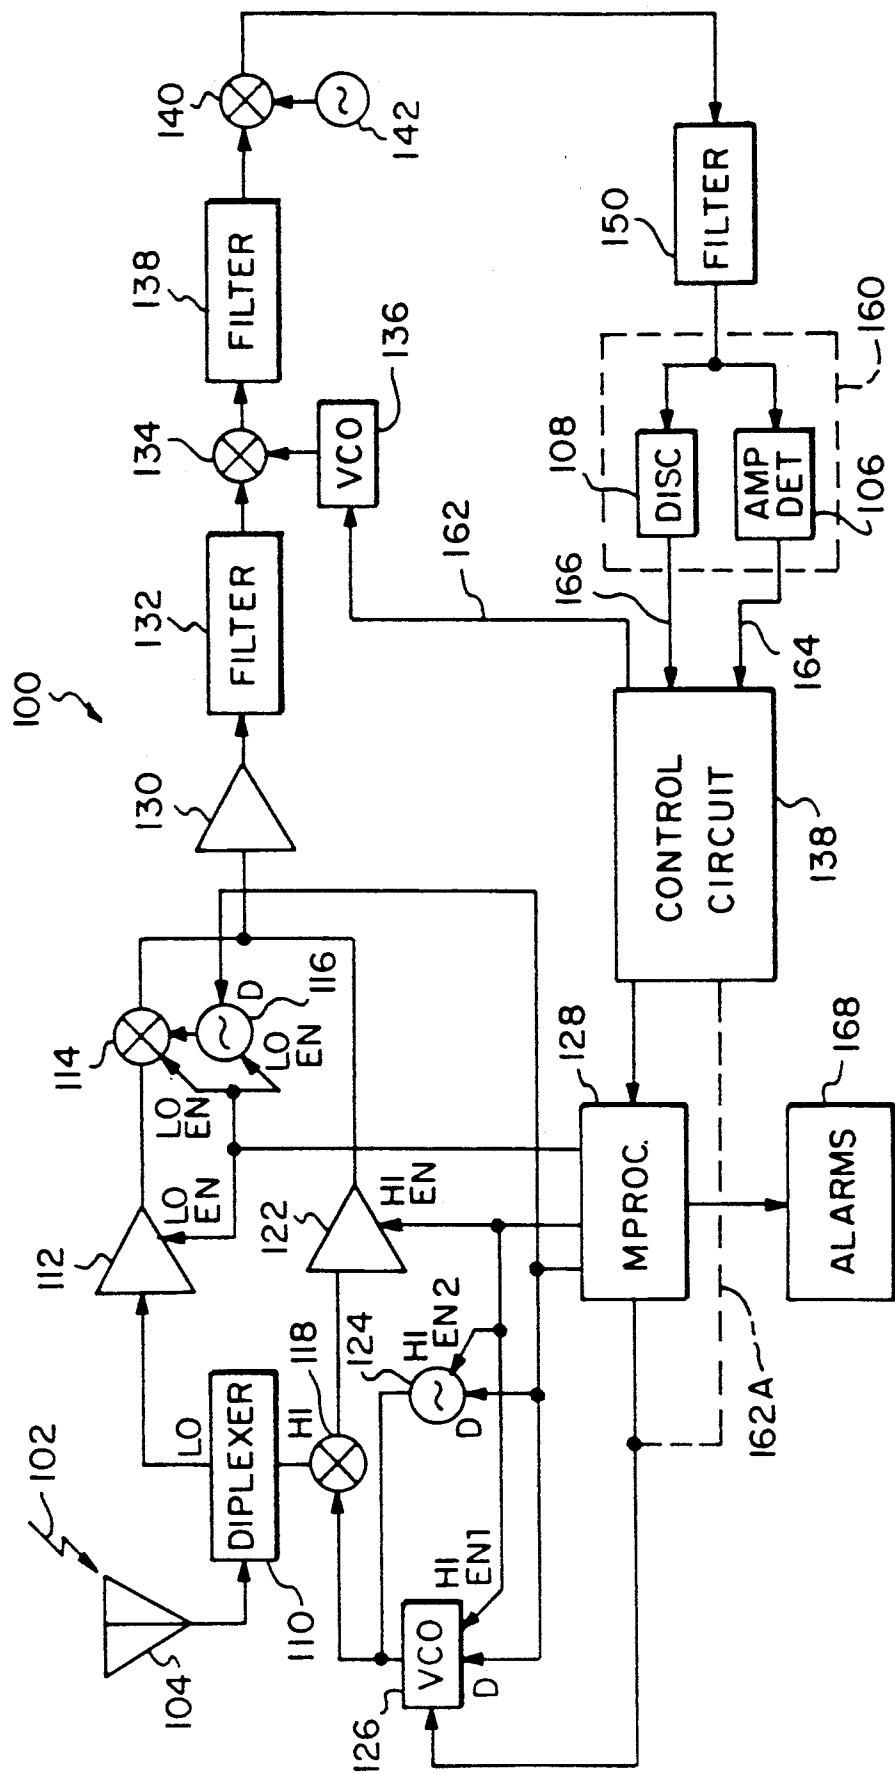 100
102
104
110
DIPLEXER
LO
HI
112
LO
EN
114
LO
EN
LO
EN
D
116
118
122
HI
EN
124
HI
EN2
D
126
VCO
HI
EN1
D
130
132
FILTER
134
136
VCO
138
FILTER
140
142
162
150
FILTER
160
108
DISC
AMP
DET
106
166
164
CONTROL
CIRCUIT
138
128
MPROC.
168
ALARMS
162A